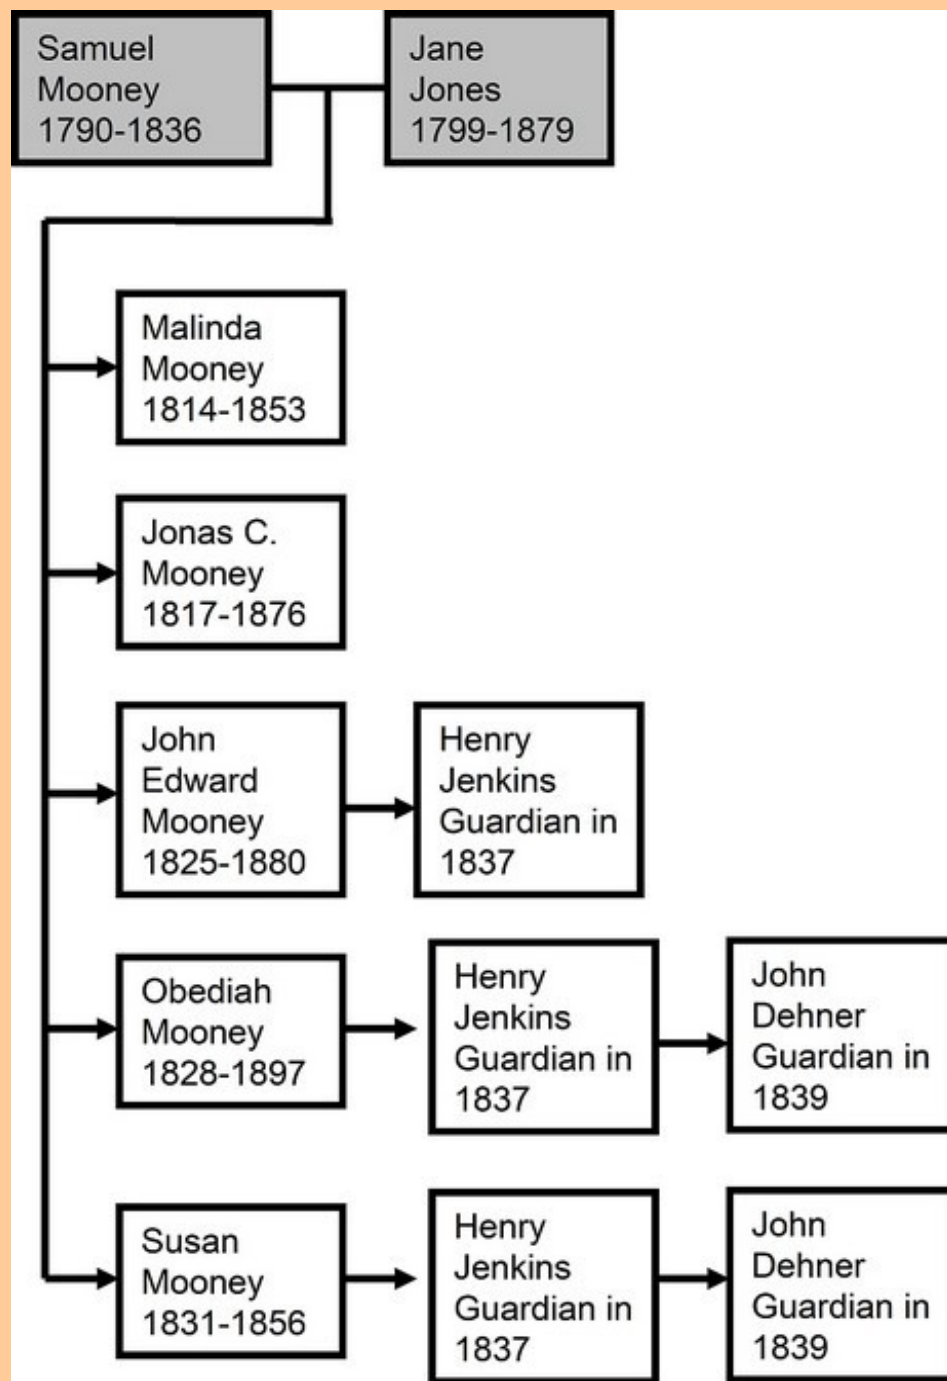 Samuel
Mooney
1790-1836
Jane
Jones
1799-1879
Malinda
Mooney
1814-1853
Jonas C.
Mooney
1817-1876
John
Edward
Mooney
1825-1880
Henry
Jenkins
Guardian in
1837
Obediah
Mooney
1828-1897
Henry
Jenkins
Guardian in
1837
John
Dehner
Guardian in
1839
Susan
Mooney
1831-1856
Henry
Jenkins
Guardian in
1837
John
Dehner
Guardian in
1839